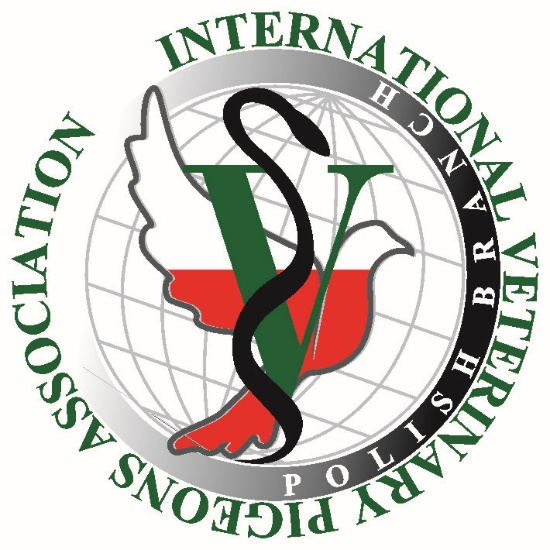 INTERNATIONAL VETERINARY PIGEONS ASSOCIATION
POLISH BRANCH
V